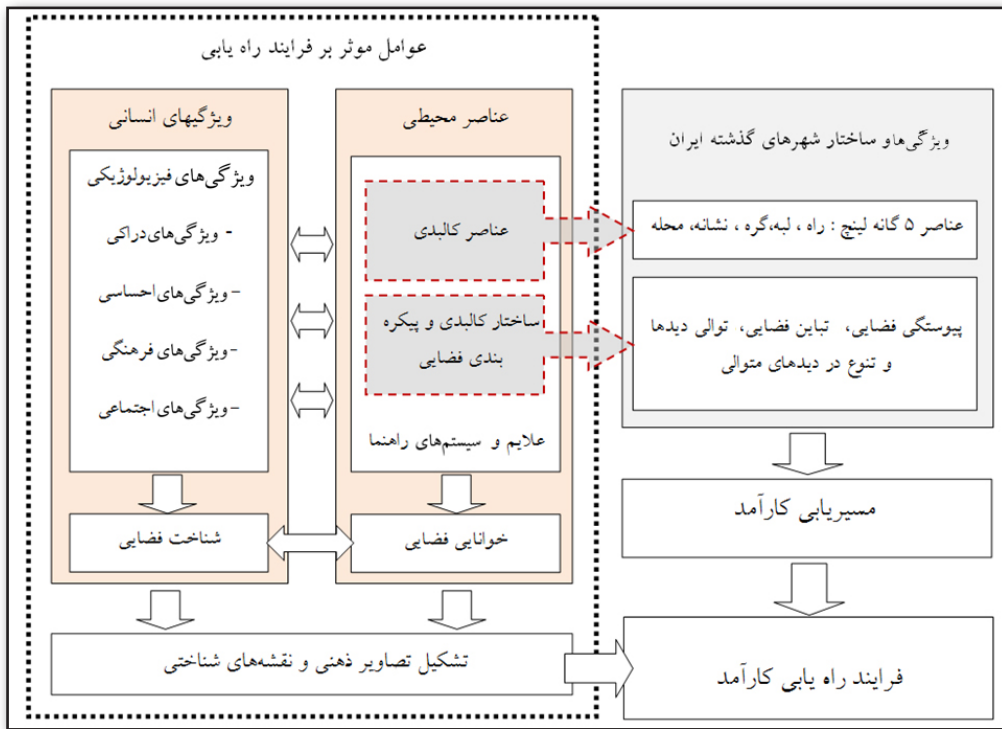 عوامل موثر بر فرایند راه یابی
ویژگی‌ها و ساختار شهرهای گذشته ایران
عناصر ۵ گانه لینچ : راه ، لبه،گره ، نشانه، محله
پیوستگی فضایی، تباین فضایی، توالی دیدها
و تنوع در دیدهای متوالی
مسیریابی کارآمد
فرایند راه یابی کارآمد
عناصر محیطی
عناصر کالبدی
ساختار کالبدی و پیکره
بندی فضایی
علایم و سیستم‌های راهنما
خوانایی فضایی
ویژگیهای انسانی
ویژگی‌های فیزیولوژیکی
- ویژگی‌های‌دراکی
- ویژگی‌های احساسی
- ویژگی‌های فرهنگی
- ویژگی‌های اجتماعی
شناخت فضایی
تشکیل تصاویر ذهنی و نقشه‌های شناختی